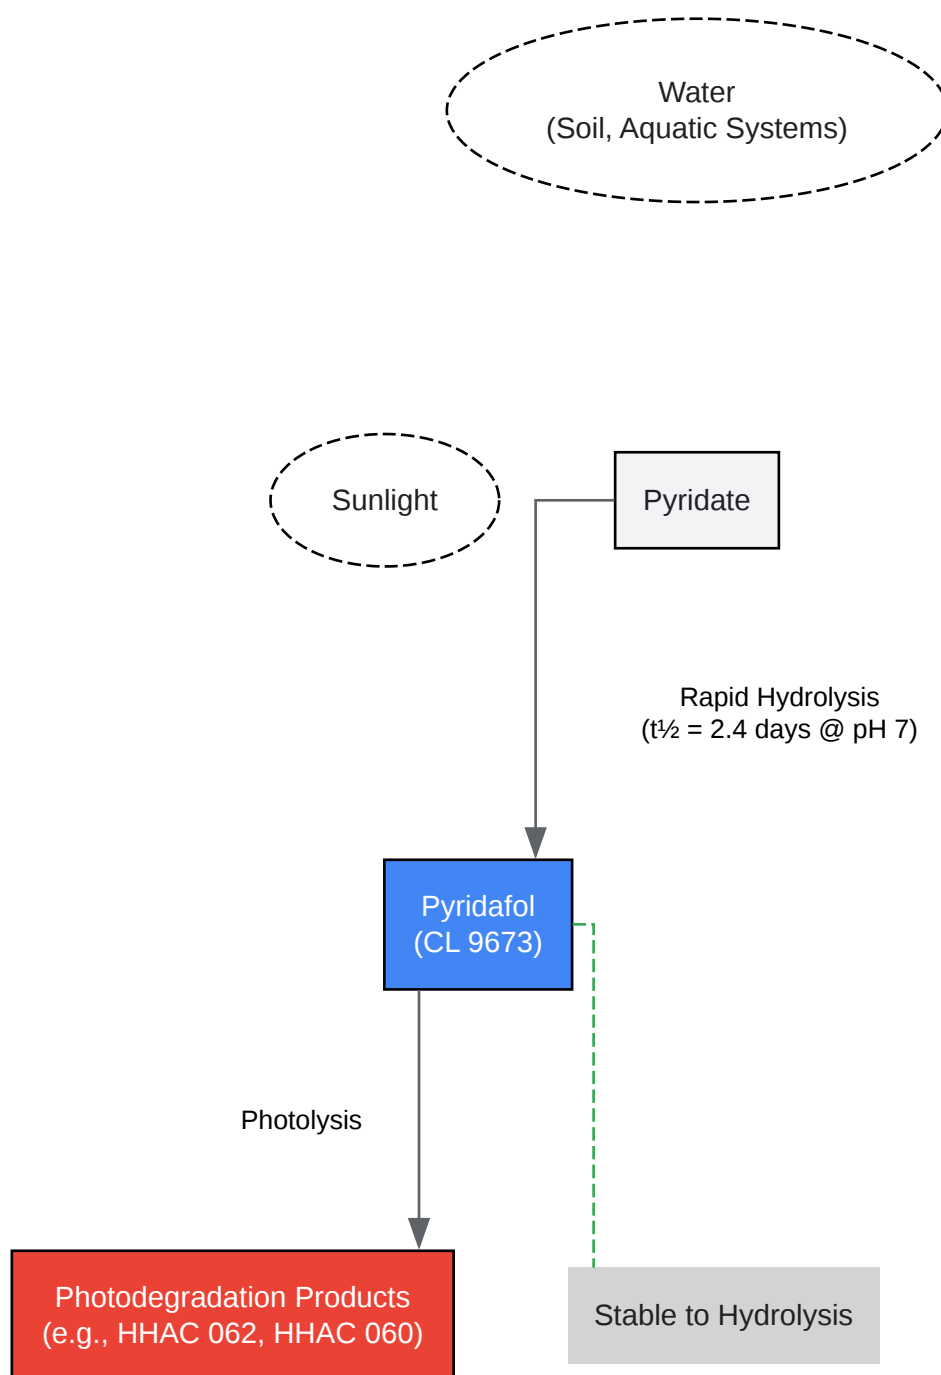 Water
(Soil, Aquatic Systems)
Sunlight
Pyridate
Rapid Hydrolysis
(t½ = 2.4 days @ pH 7)
Pyridafol
(CL 9673)
Photolysis
Photodegradation Products
(e.g., HHAC 062, HHAC 060)
Stable to Hydrolysis